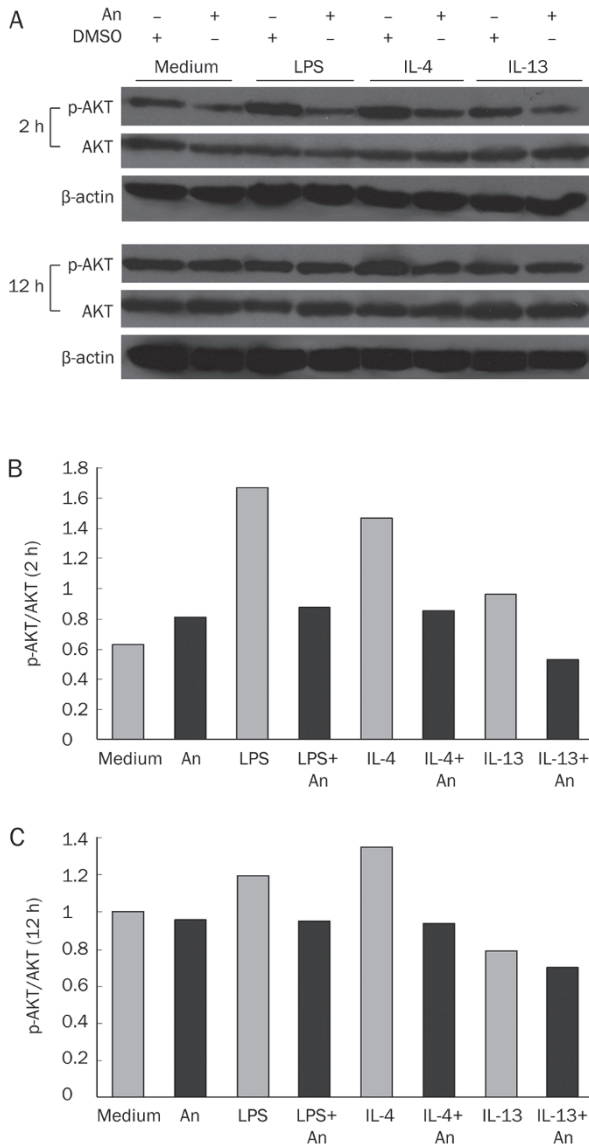 A
An – + – + – + – +
DMSO + – + – + – + –
Medium LPS IL-4 IL-13
2 h
p-AKT
AKT
β-actin
12 h
p-AKT
AKT
β-actin
B
p-AKT/AKT (2 h)
1.8
1.6
1.4
1.2
1
0.8
0.6
0.4
0.2
0
Medium An LPS LPS+ IL-4 IL-4+ IL-13 IL-13+
An An An
C
p-AKT/AKT (12 h)
1.4
1.2
1
0.8
0.6
0.4
0.2
0
Medium An LPS LPS+ IL-4 IL-4+ IL-13 IL-13+
An An An